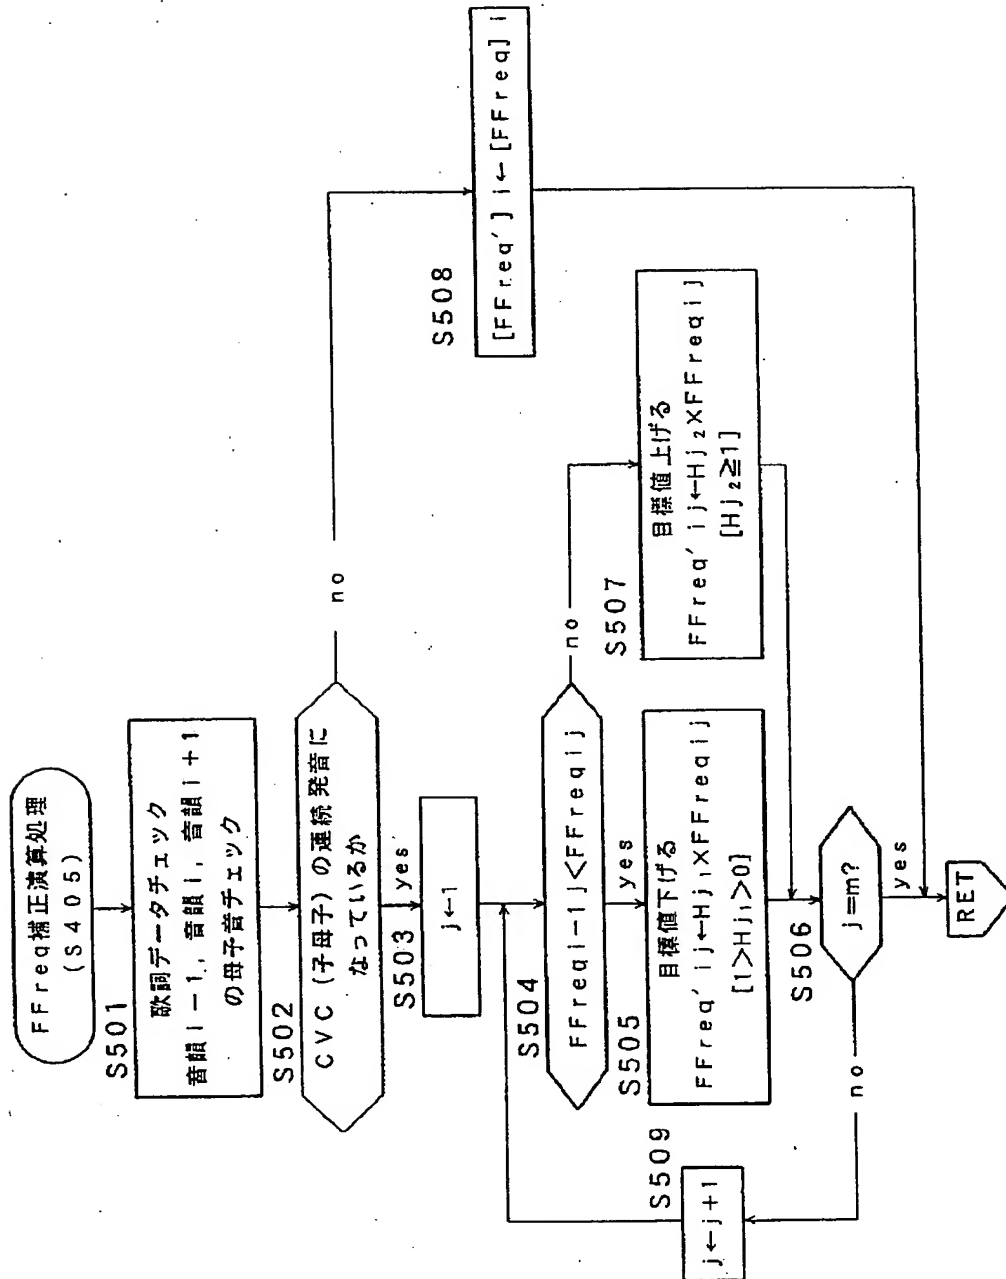 FFreq補正演算処理
(S405)
S501
歌詞データチェック
音韻i-1, 音韻i, 音韻i+1
の母子音チェック
S502
CVC(子母子)の連続発音に
なっているか
no
yes
S503
j←1
S504
FFreqi-1j<FFreqij
no
yes
S505
目標値下げる
FFreq'ij←Hj₁×FFreqij
[1>Hj₁>0]
S507
目標値上げる
FFreq'ij←Hj₂×FFreqij
[Hj₂≧1]
S506
j=m?
no
yes
S509
j←j+1
S508
[FFreq']i←[FFreq]i
RET